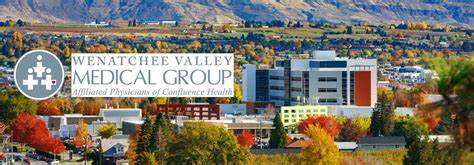 WENATCHEE VALLEY
MEDICAL GROUP
Affiliated Physicians of Confluence Health